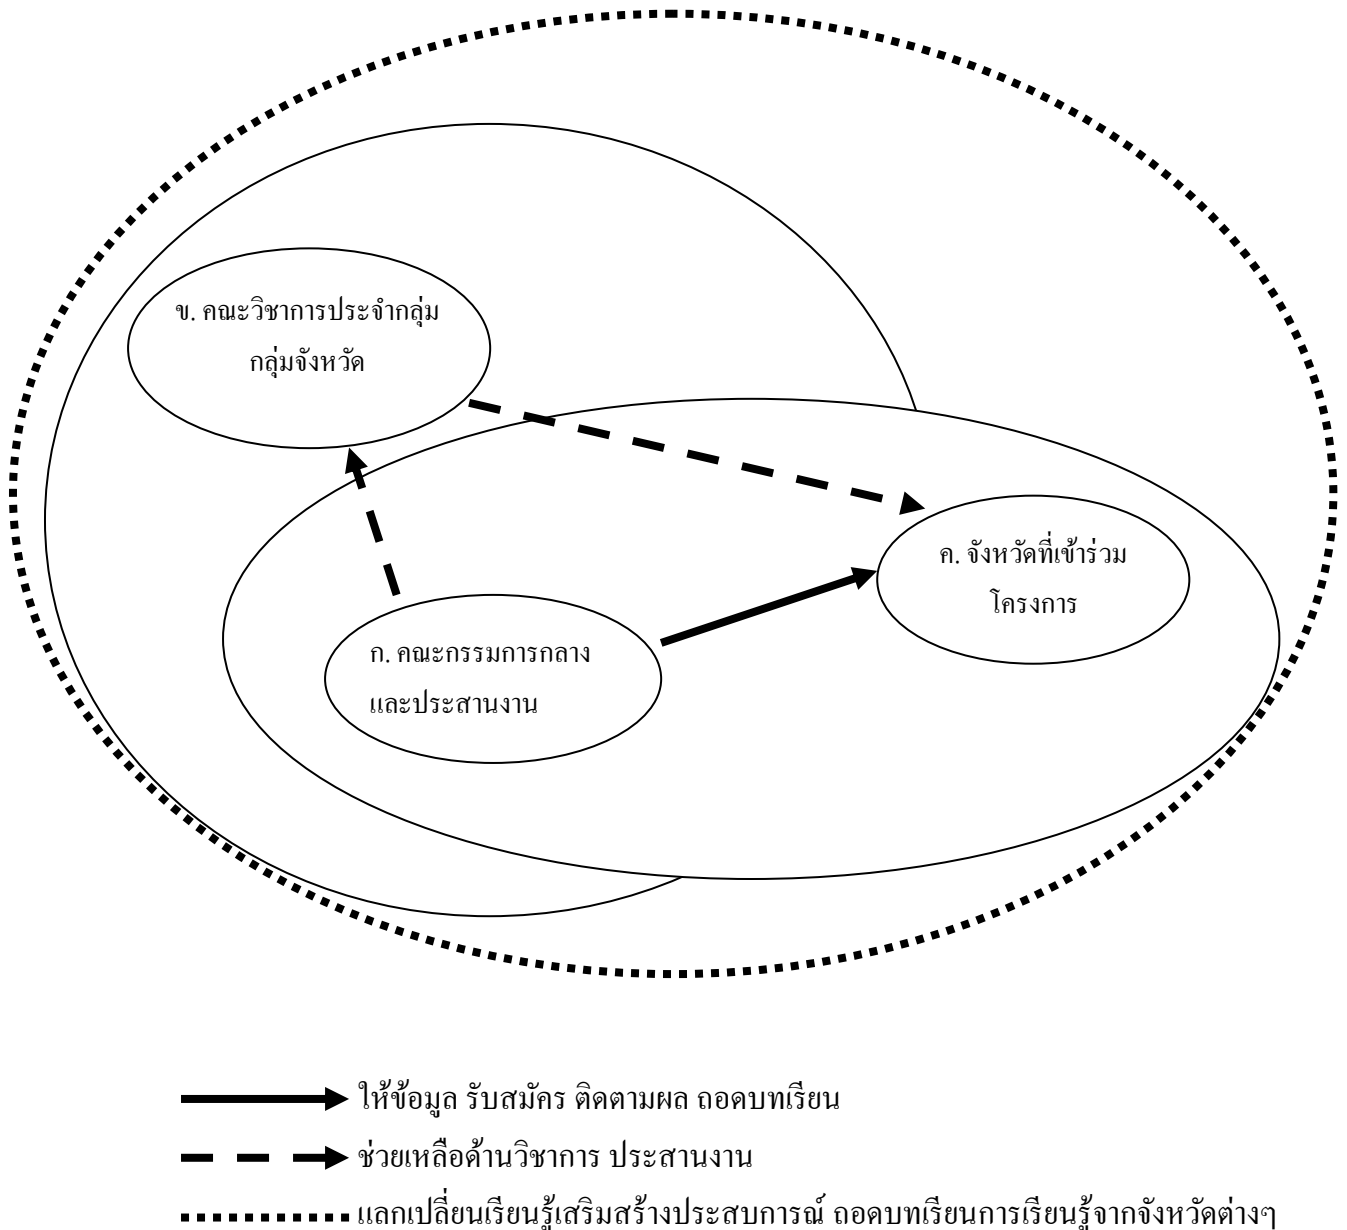 ข. คณะวิชาการประจำกลุ่ม
กลุ่มจังหวัด
ค. จังหวัดที่เข้าร่วม
โครงการ
ก. คณะกรรมการกลาง
และประสานงาน
ให้ข้อมูล รับสมัคร ติดตามผล ถอดบทเรียน
ช่วยเหลือด้านวิชาการ ประสานงาน
แลกเปลี่ยนเรียนรู้เสริมสร้างประสบการณ์ ถอดบทเรียนการเรียนรู้จากจังหวัดต่างๆ